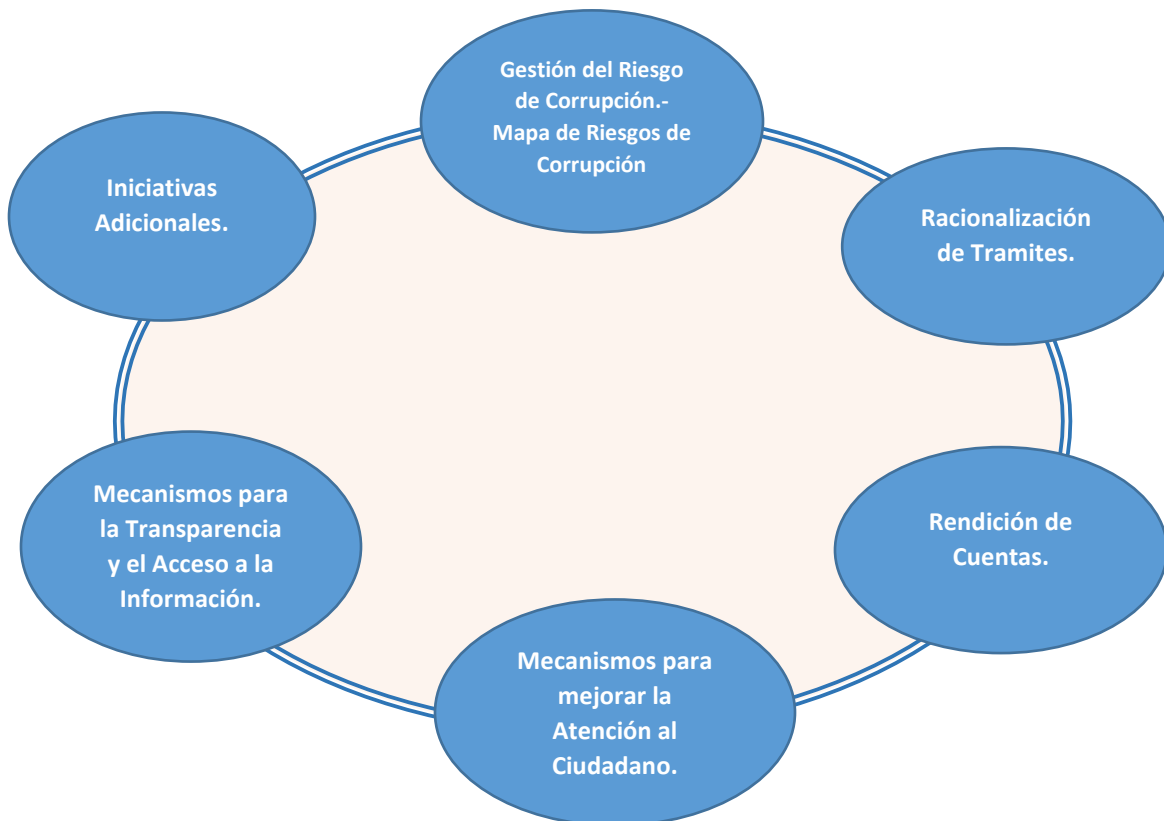 Gestión del Riesgo
de Corrupción.-
Mapa de Riesgos de
Corrupción
Racionalización
de Tramites.
Rendición de
Cuentas.
Mecanismos para
mejorar la
Atención al
Ciudadano.
Mecanismos para
la Transparencia
y el Acceso a la
Información.
Iniciativas
Adicionales.